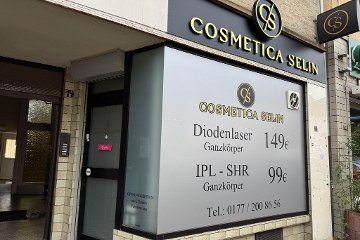 COSMETICA SELIN
COSMETICA SELIN
Diodenlaser 149€
Ganzkörper
IPL - SHR 99€
Ganzkörper
Tel.: 0177 / 200 86 56